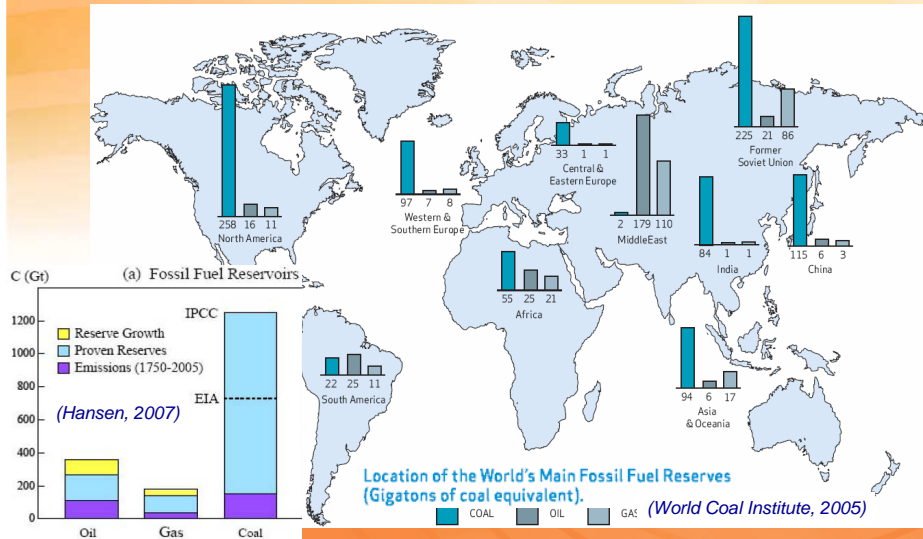 225 21 86
Former
Soviet Union
33 1 1
Central &
Eastern Europe
258 16 11
North America
97 7 8
Western &
Southern Europe
2 179 110
MiddleEast
84 1 1
India
115 6 3
China
55 25 21
Africa
22 25 11
South America
94 6 17
Asia
& Oceania
C (Gt)
(a) Fossil Fuel Reservoirs
IPCC
1200
Reserve Growth
1000
Proven Reserves
Emissions (1750-2005)
800
EIA
600
(Hansen, 2007)
400
200
0
Oil Gas Coal
Location of the World's Main Fossil Fuel Reserves
(Gigatons of coal equivalent).
COAL OIL GAS
(World Coal Institute, 2005)